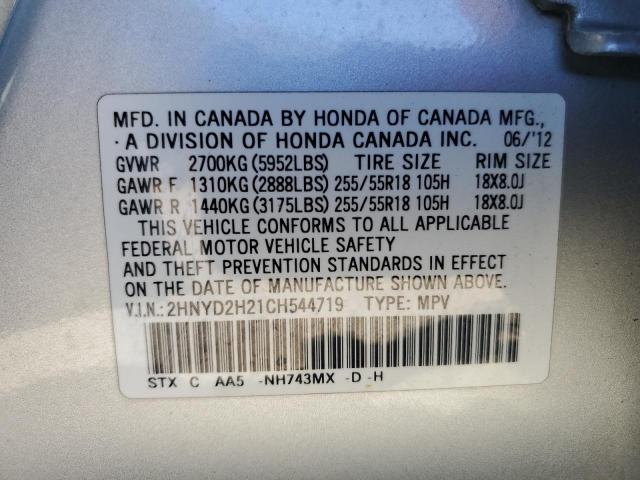 MFD. IN CANADA BY HONDA OF CANADA MFG.,
· A DIVISION OF HONDA CANADA INC. 06/'12
GVWR 2700KG (5952LBS) TIRE SIZE RIM SIZE
GAWR F 1310KG (2888LBS) 255/55R18 105H 18X8.0J
GAWR R 1440KG (3175LBS) 255/55R18 105H 18X8.0J
THIS VEHICLE CONFORMS TO ALL APPLICABLE
FEDERAL MOTOR VEHICLE SAFETY
AND THEFT PREVENTION STANDARDS IN EFFECT
ON THE DATE OF MANUFACTURE SHOWN ABOVE.
V.I.N.: 2HNYD2H21CH544719 TYPE: MPV
STX C AA5 -NH743MX -D -H